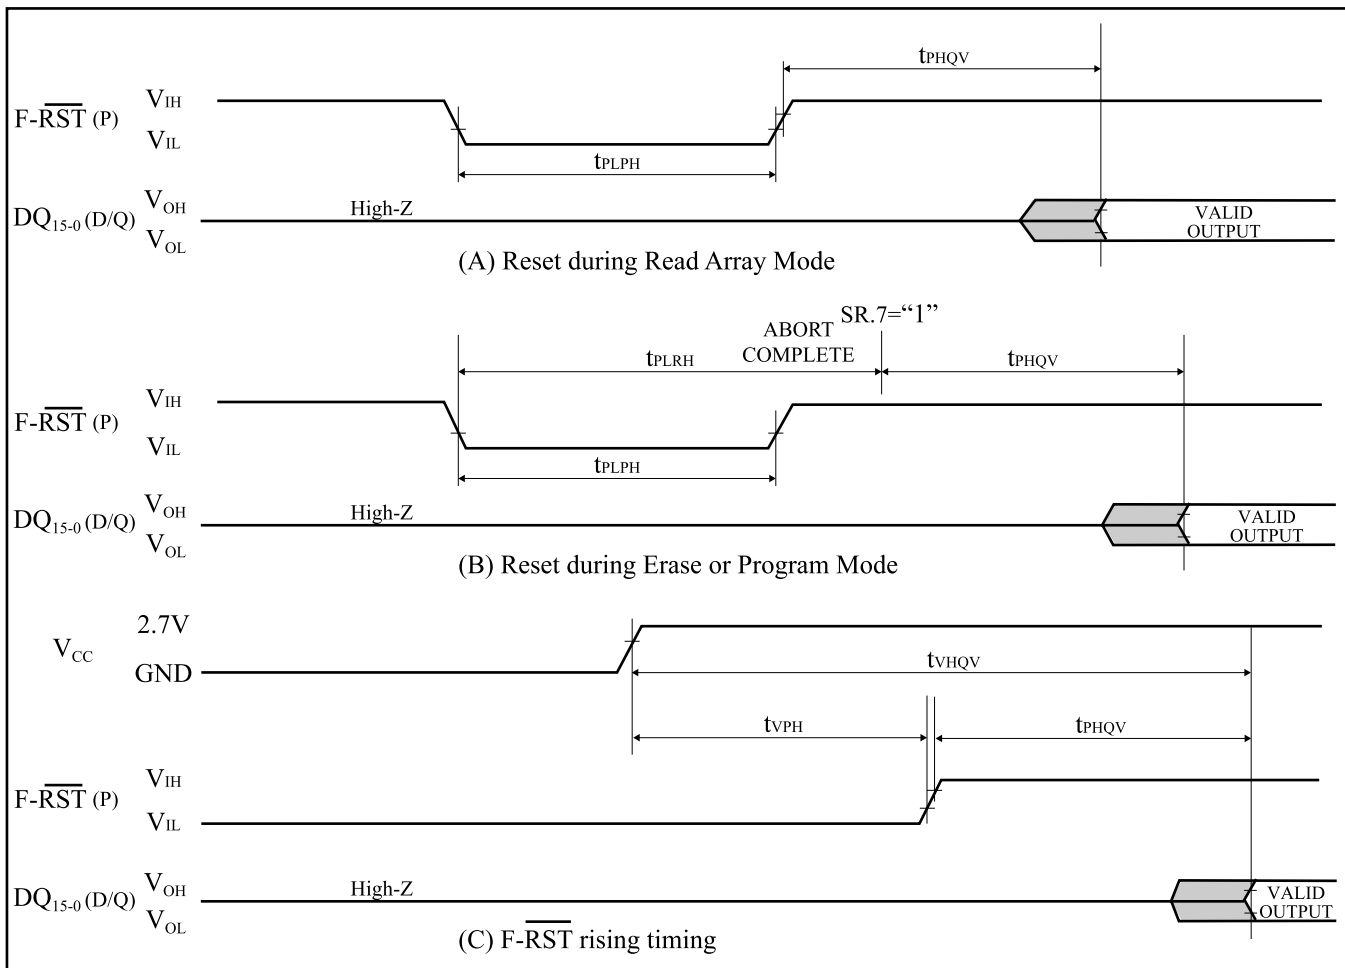 tPHQV
F-RST (P)
VIH
VIL
tPLPH
DQ15-0 (D/Q)
VOH
VOL
High-Z
VALID
OUTPUT
(A) Reset during Read Array Mode
SR.7=“1”
ABORT
COMPLETE
tPLRH
tPHQV
F-RST (P)
VIH
VIL
tPLPH
DQ15-0 (D/Q)
VOH
VOL
High-Z
VALID
OUTPUT
(B) Reset during Erase or Program Mode
VCC
2.7V
GND
tVHQV
tVPH
tPHQV
F-RST (P)
VIH
VIL
DQ15-0 (D/Q)
VOH
VOL
High-Z
VALID
OUTPUT
(C) F-RST rising timing